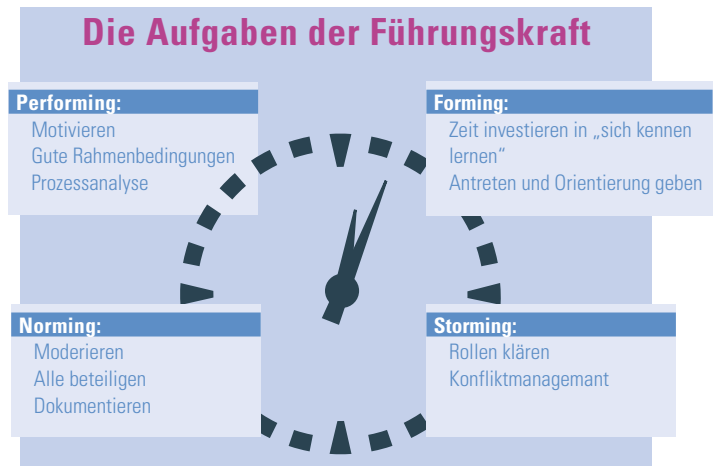 Die Aufgaben der Führungskraft
Performing:
Motivieren
Gute Rahmenbedingungen
Prozessanalyse
Forming:
Zeit investieren in „sich kennen
lernen“
Antreten und Orientierung geben
Norming:
Moderieren
Alle beteiligen
Dokumentieren
Storming:
Rollen klären
Konfliktmanagemant